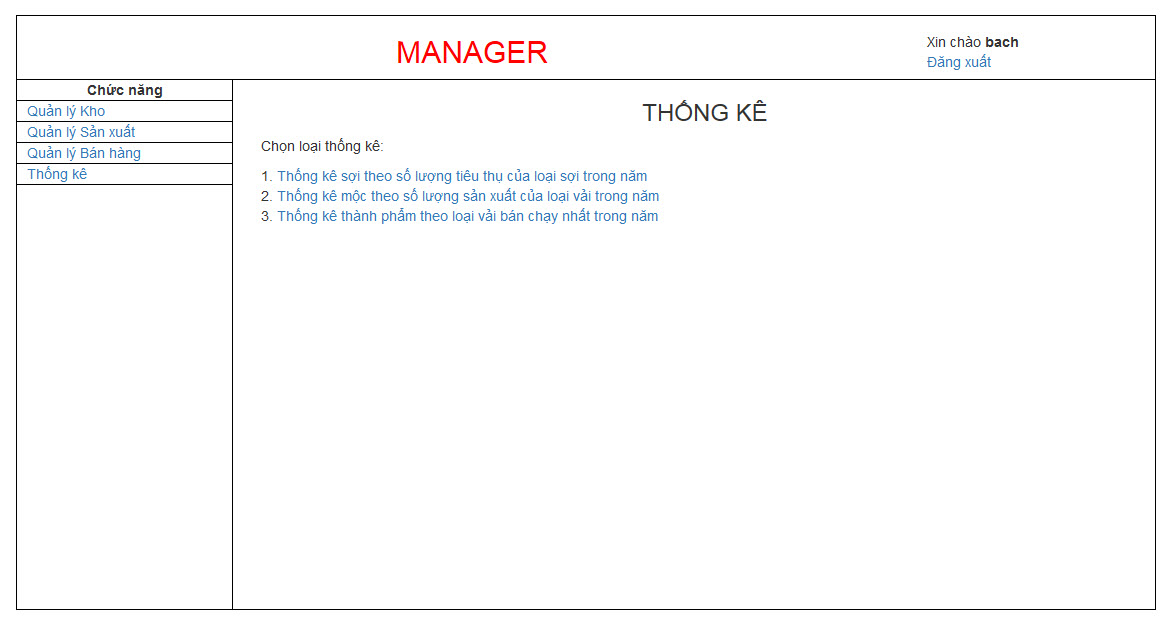 MANAGER
Xin chào bach
Đăng xuất
Chức năng
Quản lý Kho
Quản lý Sản xuất
Quản lý Bán hàng
Thống kê
THỐNG KÊ
Chọn loại thống kê:
1. Thống kê sợi theo số lượng tiêu thụ của loại sợi trong năm
2. Thống kê mộc theo số lượng sản xuất của loại vải trong năm
3. Thống kê thành phẩm theo loại vải bán chạy nhất trong năm